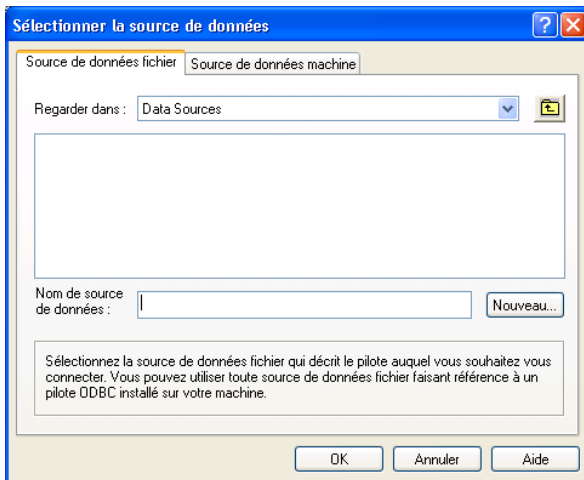 Sélectionner la source de données
Source de données fichier
Source de données machine
Regarder dans :
Data Sources
Nom de source
de données :
Nouveau...
Sélectionnez la source de données fichier qui décrit le pilote auquel vous souhaitez vous
connecter. Vous pouvez utiliser toute source de données fichier faisant référence à un
pilote ODBC installé sur votre machine.
OK
Annuler
Aide